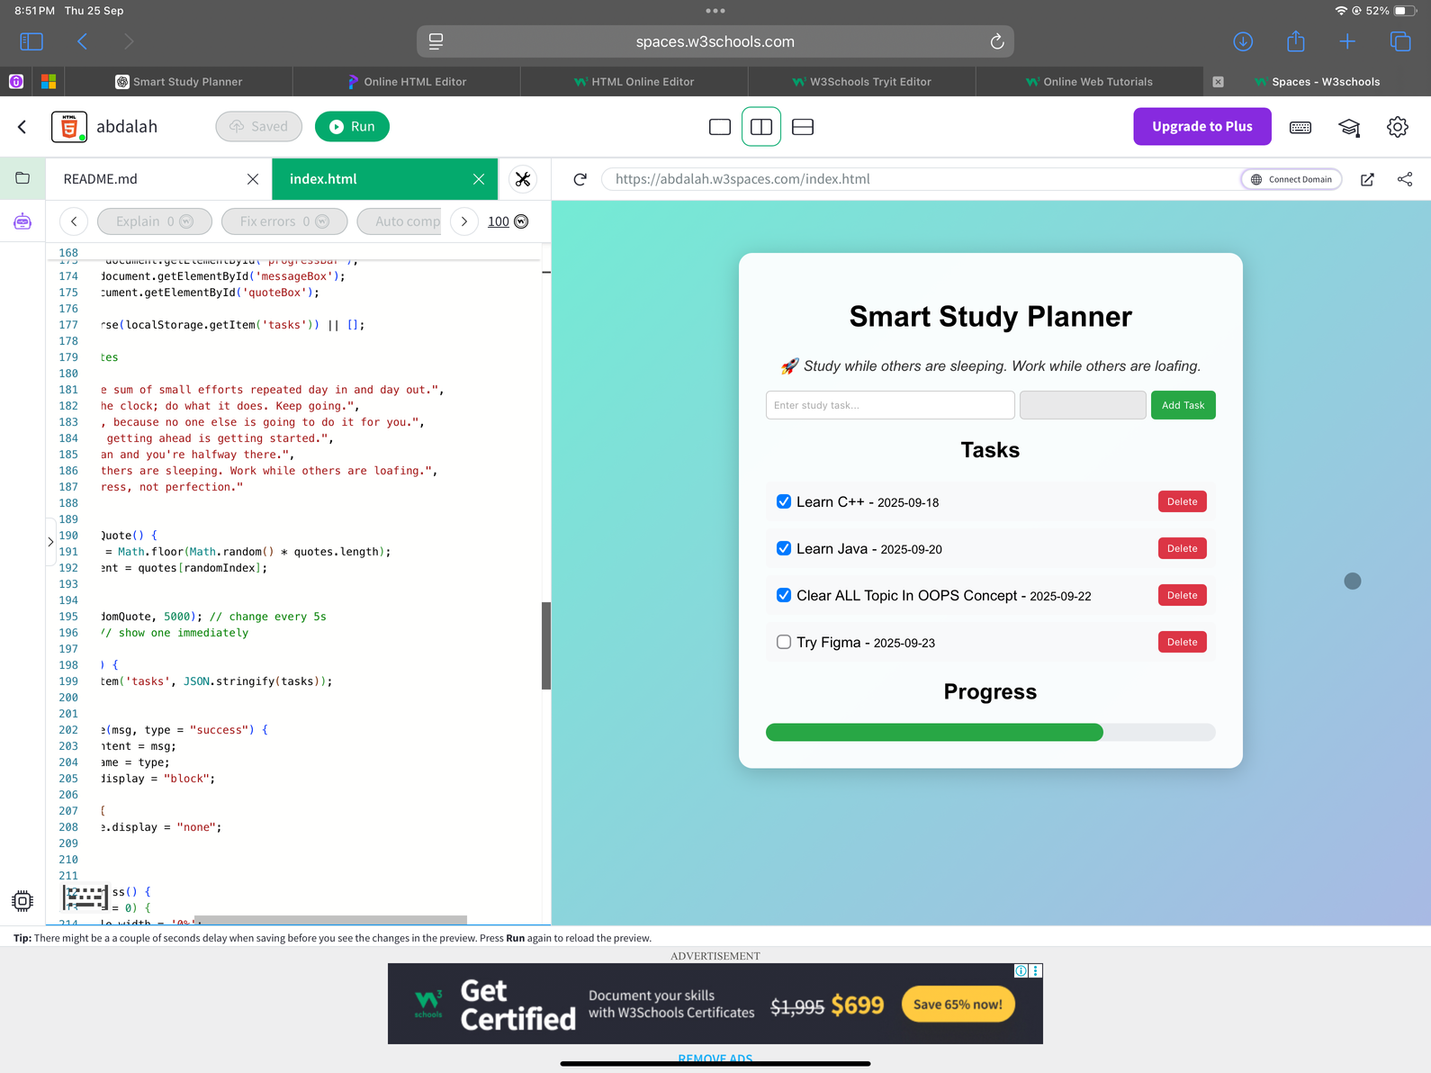 8:51 PM Thu 25 Sep
52%
spaces.w3schools.com
Smart Study Planner
Online HTML Editor
HTML Online Editor
W3Schools Tryit Editor
Online Web Tutorials
Spaces - W3schools
HTML
abdalah
Saved
Run
Upgrade to Plus
README.md
index.html
https://abdalah.w3spaces.com/index.html
Connect Domain
Explain 0
Fix errors 0
Auto comp
100
168
173 document.getElementById('progressBar');
174 document.getElementById('messageBox');
175 cument.getElementById('quoteBox');
176
177 rse(localStorage.getItem('tasks')) || [];
178
179 tes
180
181 e sum of small efforts repeated day in and day out.",
182 he clock; do what it does. Keep going.",
183 , because no one else is going to do it for you.",
184 getting ahead is getting started.",
185 an and you're halfway there.",
186 thers are sleeping. Work while others are loafing.",
187 ress, not perfection."
188
189
190 Quote() {
191 = Math.floor(Math.random() * quotes.length);
192 ent = quotes[randomIndex];
193
194
195 domQuote, 5000); // change every 5s
196 // show one immediately
197
198 ) {
199 tem('tasks', JSON.stringify(tasks));
200
201
202 e(msg, type = "success") {
203 ntent = msg;
204 ame = type;
205 display = "block";
206
207 {
208 e.display = "none";
209
210
211
ss() {
= 0) {
214 le.width = '0%';
Smart Study Planner
🚀 Study while others are sleeping. Work while others are loafing.
Enter study task...
Add Task
Tasks
Learn C++ - 2025-09-18
Delete
Learn Java - 2025-09-20
Delete
Clear ALL Topic In OOPS Concept - 2025-09-22
Delete
Try Figma - 2025-09-23
Delete
Progress
Tip: There might be a a couple of seconds delay when saving before you see the changes in the preview. Press Run again to reload the preview.
ADVERTISEMENT
W3 schools
Get Certified
Document your skills
with W3Schools Certificates
$1,995 $699
Save 65% now!
REMOVE ADS